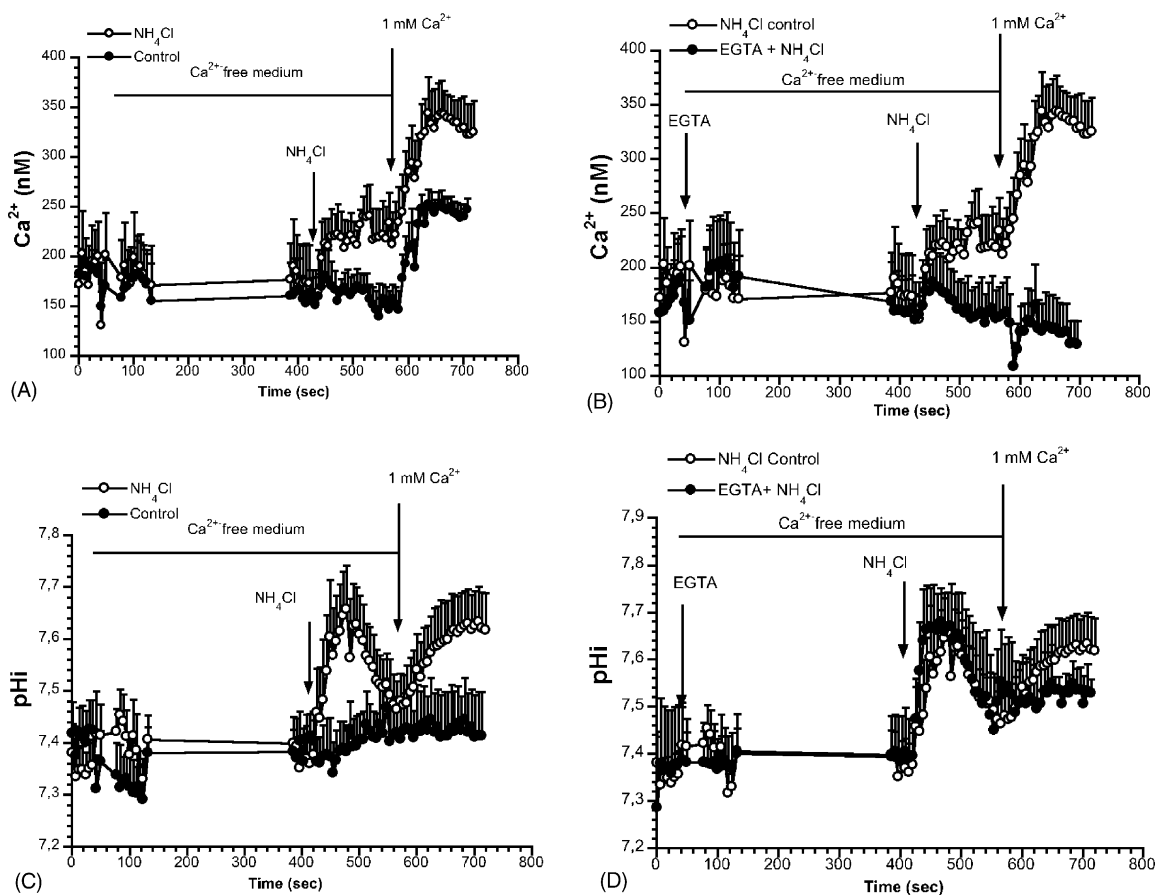 NH₄Cl
Control
1 mM Ca²⁺
Ca²⁺-free medium
NH₄Cl
Ca²⁺ (nM)
400
350
300
250
200
150
100
0 100 200 300 400 500 600 700 800
Time (sec)
(A)
NH₄Cl control
EGTA + NH₄Cl
1 mM Ca²⁺
Ca²⁺-free medium
EGTA
NH₄Cl
Ca²⁺ (nM)
400
350
300
250
200
150
100
0 100 200 300 400 500 600 700 800
Time (sec)
(B)
NH₄Cl
Control
1 mM Ca²⁺
Ca²⁺-free medium
NH₄Cl
pHi
7,8
7,7
7,6
7,5
7,4
7,3
7,2
0 100 200 300 400 500 600 700 800
Time (sec)
(C)
NH₄Cl Control
EGTA+ NH₄Cl
1 mM Ca²⁺
Ca²⁺-free medium
EGTA
NH₄Cl
pHi
7,9
7,8
7,7
7,6
7,5
7,4
7,3
7,2
0 100 200 300 400 500 600 700 800
Time (sec)
(D)